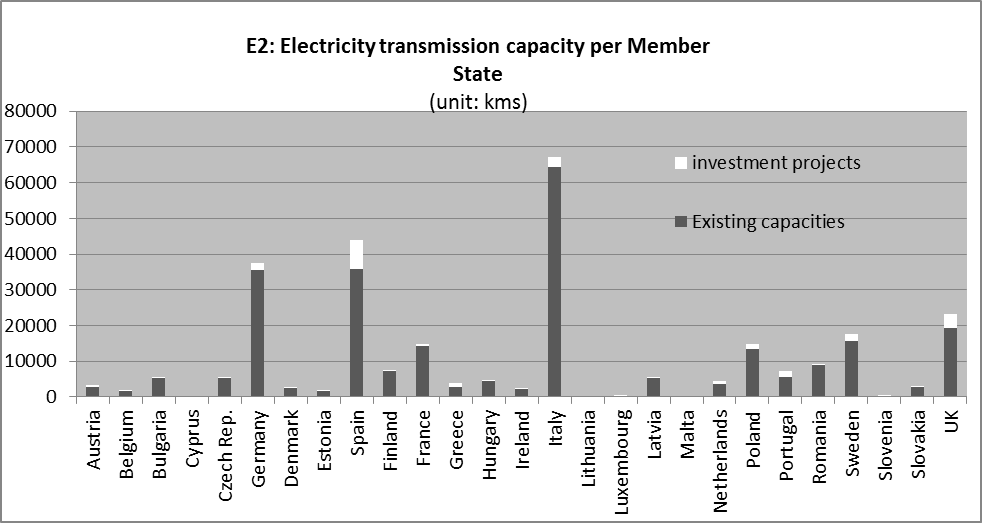 E2: Electricity transmission capacity per Member
State
(unit: kms)
80000
70000
60000
50000
40000
30000
20000
10000
0
investment projects
Existing capacities
Austria
Belgium
Bulgaria
Cyprus
Czech Rep.
Germany
Denmark
Estonia
Spain
Finland
France
Greece
Hungary
Ireland
Italy
Lithuania
Luxembourg
Latvia
Malta
Netherlands
Poland
Portugal
Romania
Sweden
Slovenia
Slovakia
UK